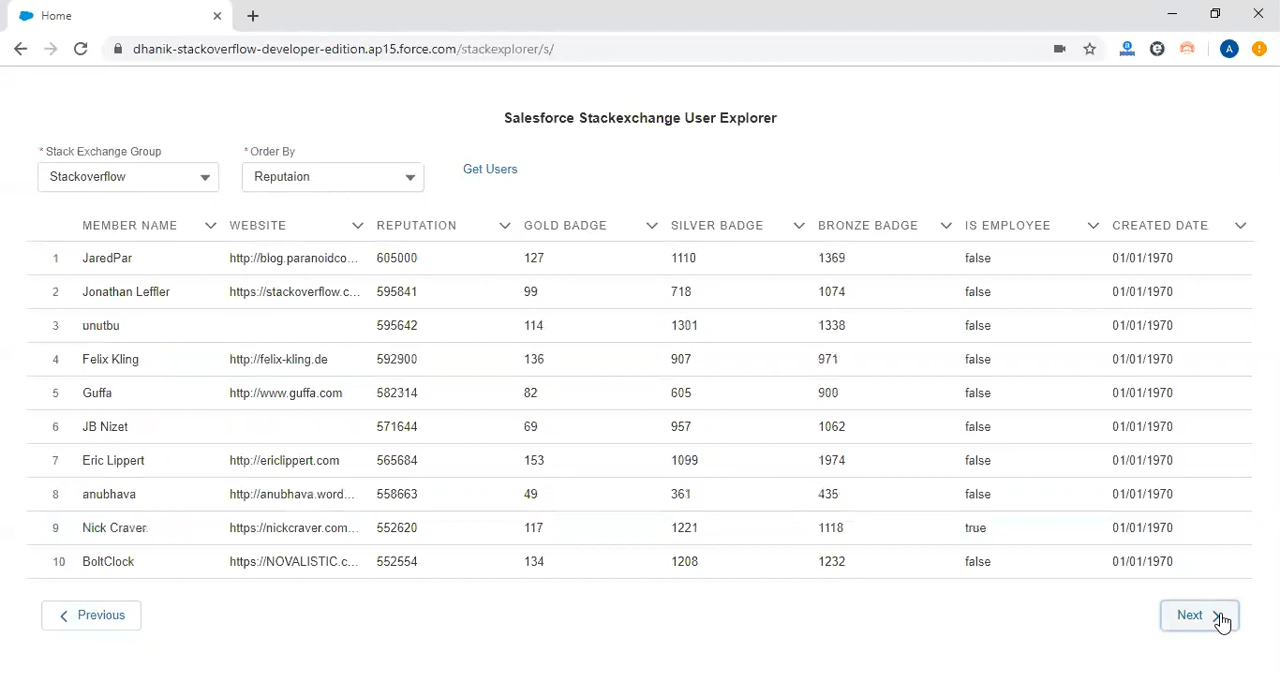 Home
dhanik-stackoverflow-developer-edition.ap15.force.com/stackexplorer/s/
A
Salesforce Stackexchange User Explorer
* Stack Exchange Group * Order By
Stackoverflow Reputaion Get Users
MEMBER NAME WEBSITE REPUTATION GOLD BADGE SILVER BADGE BRONZE BADGE IS EMPLOYEE CREATED DATE
1 JaredPar http://blog.paranoidco... 605000 127 1110 1369 false 01/01/1970
2 Jonathan Leffler https://stackoverflow.c... 595841 99 718 1074 false 01/01/1970
3 unutbu 595642 114 1301 1338 false 01/01/1970
4 Felix Kling http://felix-kling.de 592900 136 907 971 false 01/01/1970
5 Guffa http://www.guffa.com 582314 82 605 900 false 01/01/1970
6 JB Nizet 571644 69 957 1062 false 01/01/1970
7 Eric Lippert http://ericlippert.com 565684 153 1099 1974 false 01/01/1970
8 anubhava http://anubhava.word... 558663 49 361 435 false 01/01/1970
9 Nick Craver https://nickcraver.com... 552620 117 1221 1118 true 01/01/1970
10 BoltClock https://NOVALISTIC.c... 552554 134 1208 1232 false 01/01/1970
Previous Next